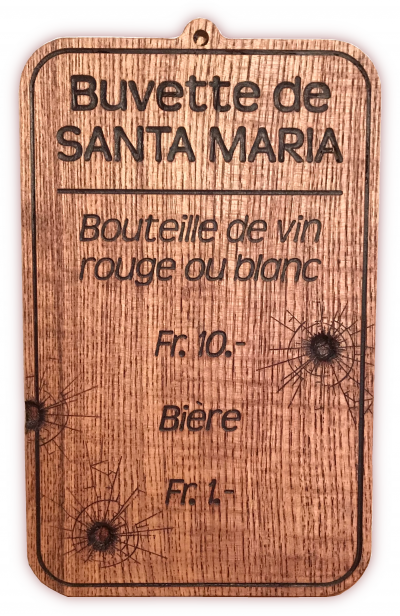 Buvette de
SANTA MARIA
Bouteille de vin
rouge ou blanc
Fr. 10.-
Bière
Fr. 1.-